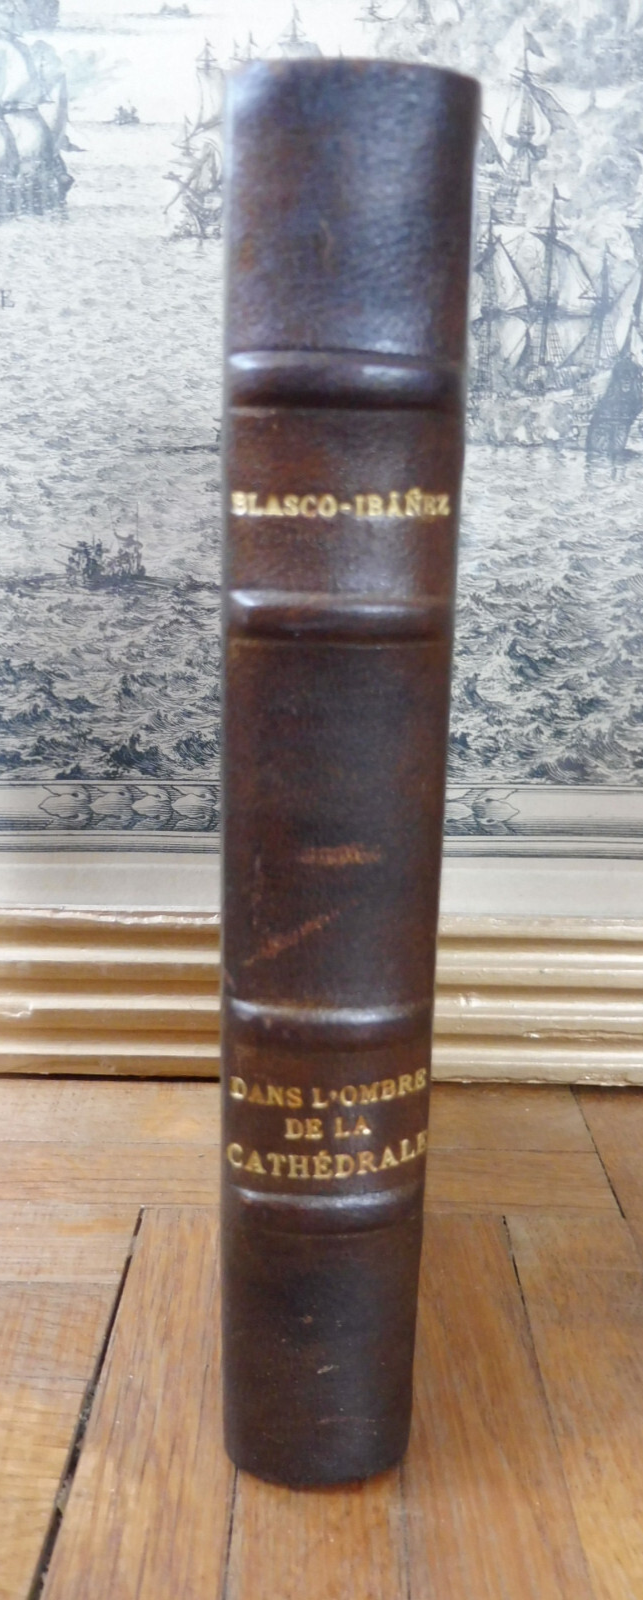 BLASCO-IBÁÑEZ
DANS L'OMBRE
DE LA
CATHÉDRALE
E